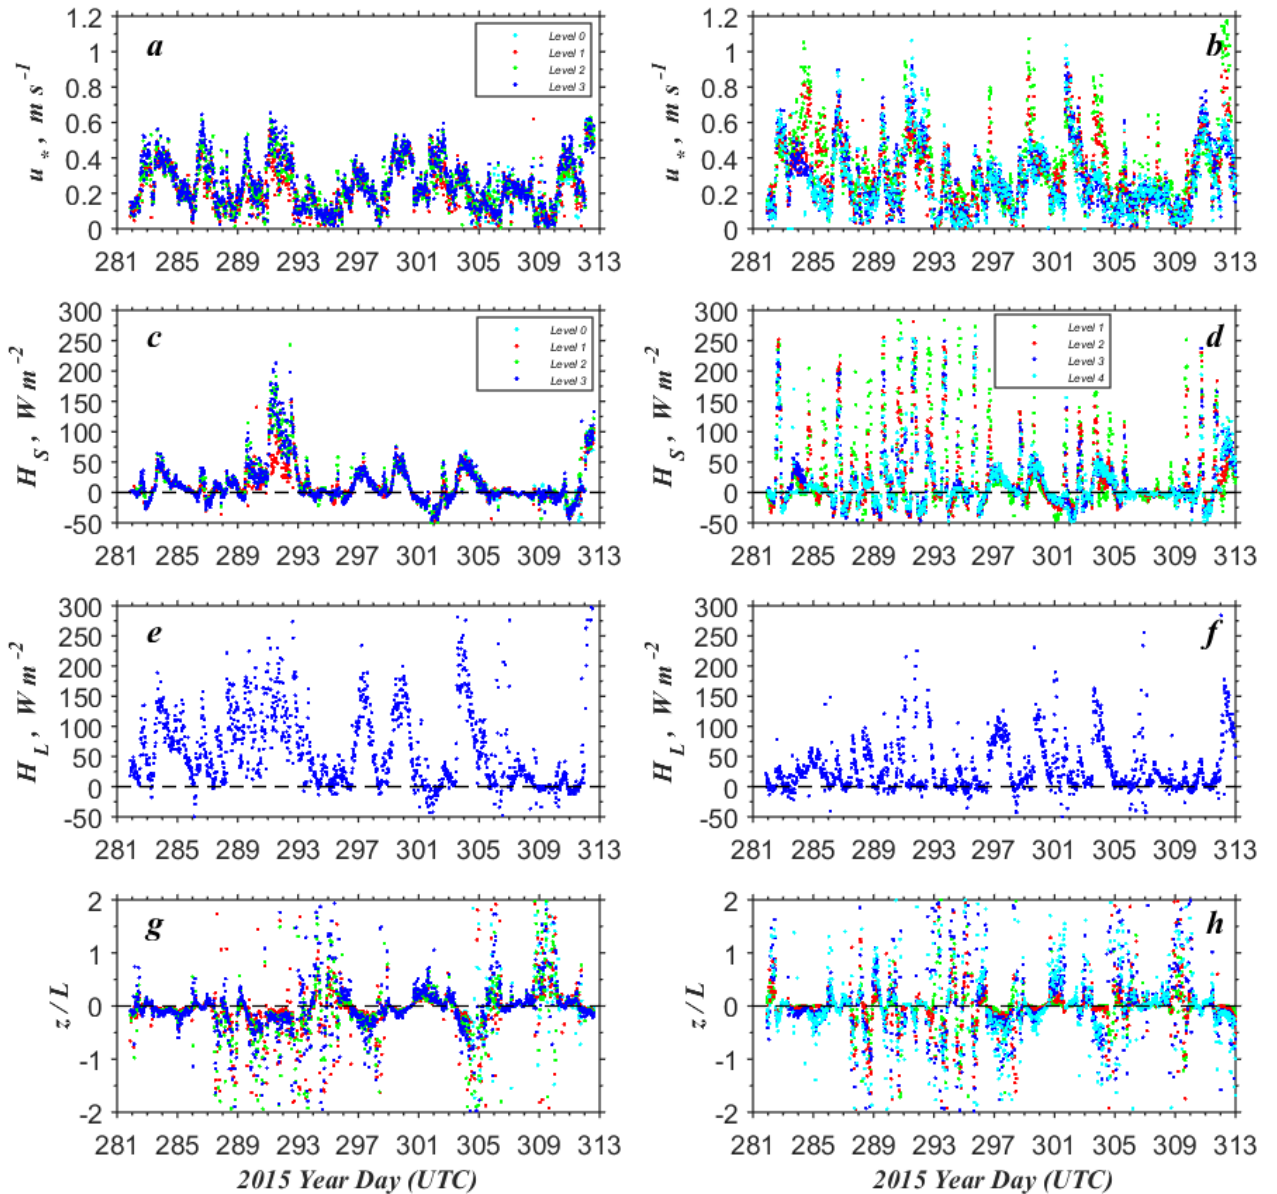 a
u*, m s-1
1.2
1
0.8
0.6
0.4
0.2
0
Level 0
Level 1
Level 2
Level 3
281 285 289 293 297 301 305 309 313
b
u*, m s-1
1.2
1
0.8
0.6
0.4
0.2
0
281 285 289 293 297 301 305 309 313
c
HS, W m-2
300
250
200
150
100
50
0
-50
Level 0
Level 1
Level 2
Level 3
281 285 289 293 297 301 305 309 313
d
HS, W m-2
300
250
200
150
100
50
0
-50
Level 1
Level 2
Level 3
Level 4
281 285 289 293 297 301 305 309 313
e
HL, W m-2
300
250
200
150
100
50
0
-50
281 285 289 293 297 301 305 309 313
f
HL, W m-2
300
250
200
150
100
50
0
-50
281 285 289 293 297 301 305 309 313
g
z / L
2
1
0
-1
-2
281 285 289 293 297 301 305 309 313
2015 Year Day (UTC)
h
z / L
2
1
0
-1
-2
281 285 289 293 297 301 305 309 313
2015 Year Day (UTC)